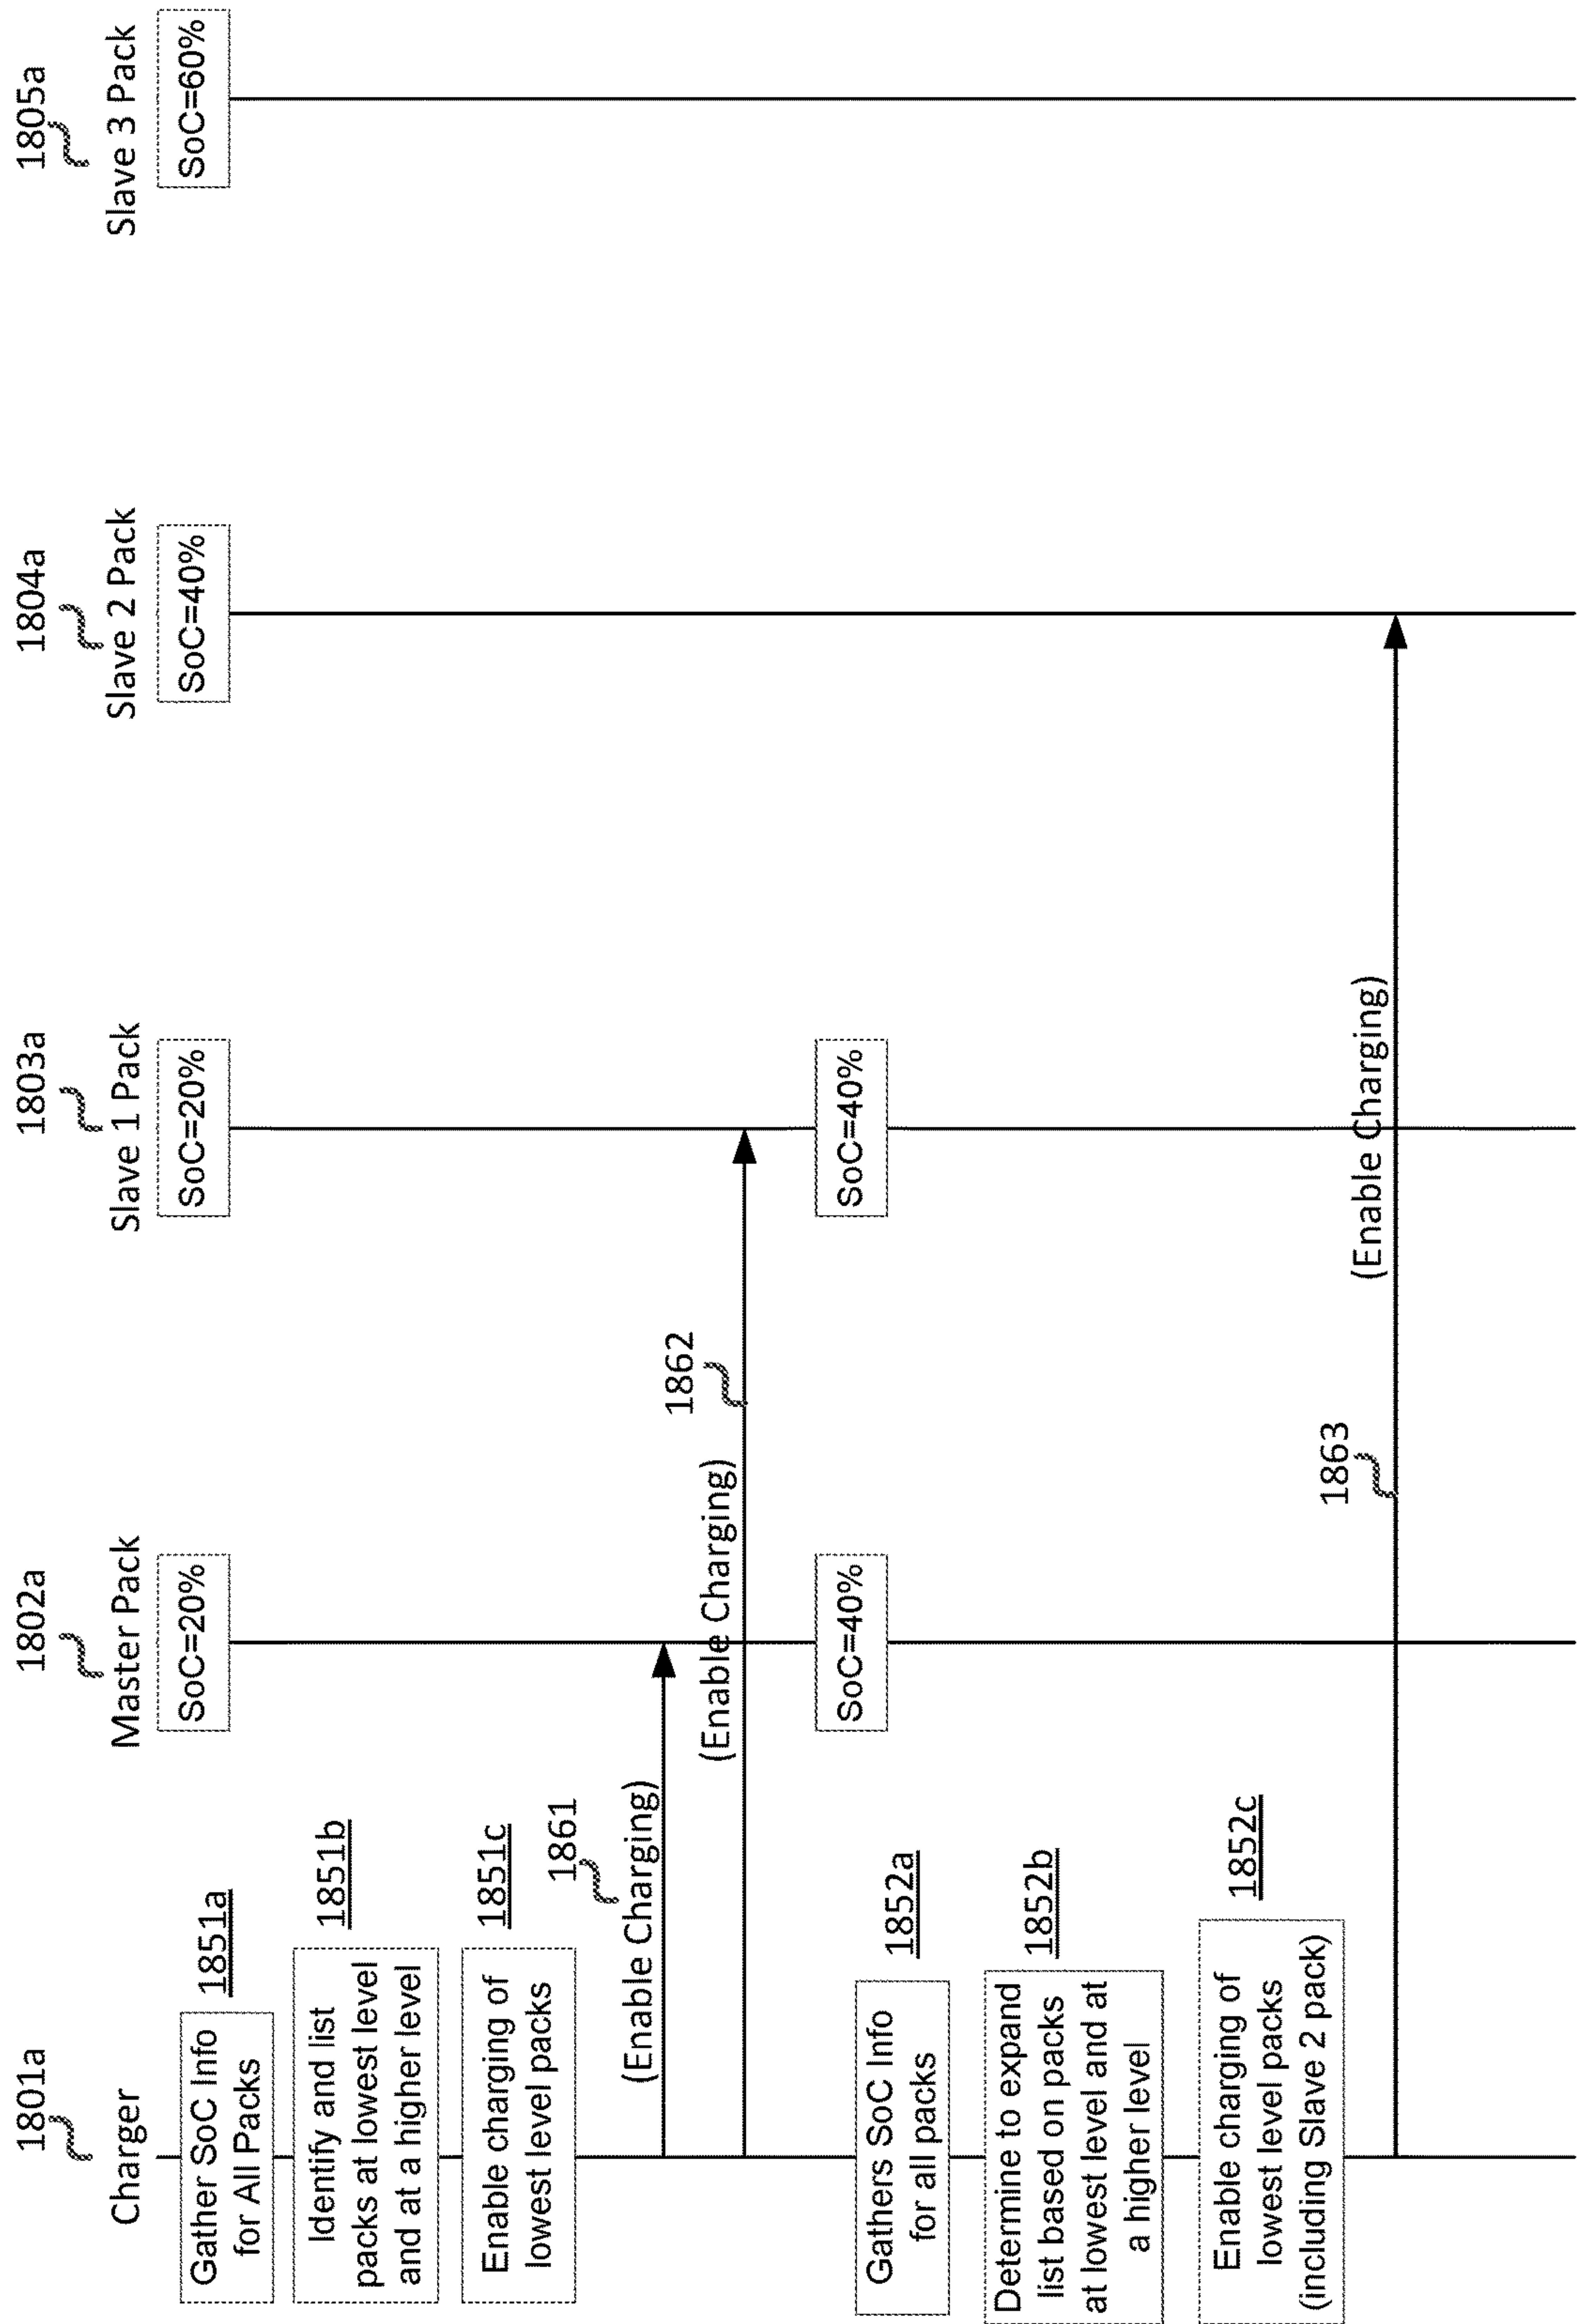 1801a
1802a
1803a
1804a
1805a
Charger
Master Pack
Slave 1 Pack
Slave 2 Pack
Slave 3 Pack
SoC=20%
SoC=20%
SoC=40%
SoC=60%
Gather SoC Info
for All Packs
1851a
Identify and list
packs at lowest level
and at a higher level
1851b
Enable charging of
lowest level packs
1851c
1861
(Enable Charging)
1862
(Enable Charging)
SoC=40%
SoC=40%
Gathers SoC Info
for all packs
1852a
Determine to expand
list based on packs
at lowest level and at
a higher level
1852b
Enable charging of
lowest level packs
(including Slave 2 pack)
1852c
1863
(Enable Charging)